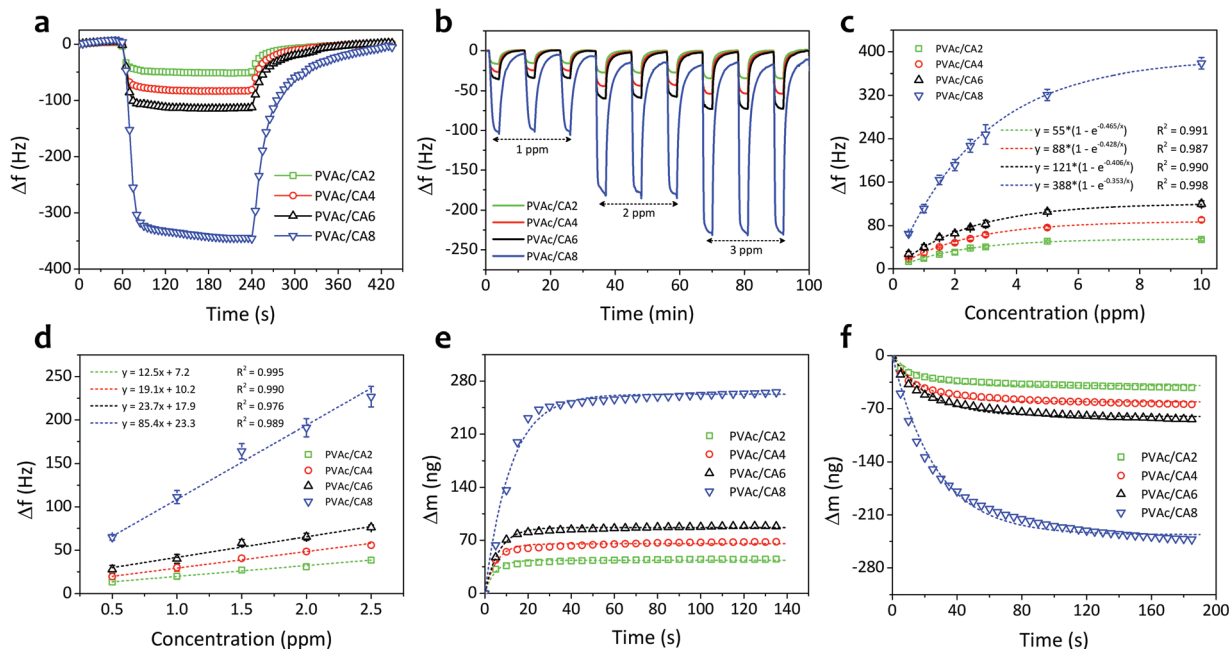 a
0
-100
-200
-300
-400
Δf (Hz)
PVAc/CA2
PVAc/CA4
PVAc/CA6
PVAc/CA8
0 60 120 180 240 300 360 420
Time (s)
b
0
-50
-100
-150
-200
-250
Δf (Hz)
1 ppm
2 ppm
3 ppm
PVAc/CA2
PVAc/CA4
PVAc/CA6
PVAc/CA8
0 20 40 60 80 100
Time (min)
c
400
320
240
160
80
0
Δf (Hz)
PVAc/CA2
PVAc/CA4
PVAc/CA6
PVAc/CA8
y = 55*(1 - e^-0.465/x) R² = 0.991
y = 88*(1 - e^-0.428/x) R² = 0.987
y = 121*(1 - e^-0.406/x) R² = 0.990
y = 388*(1 - e^-0.353/x) R² = 0.998
0 2 4 6 8 10
Concentration (ppm)
d
250
200
150
100
50
0
Δf (Hz)
y = 12.5x + 7.2 R² = 0.995
y = 19.1x + 10.2 R² = 0.990
y = 23.7x + 17.9 R² = 0.976
y = 85.4x + 23.3 R² = 0.989
PVAc/CA2
PVAc/CA4
PVAc/CA6
PVAc/CA8
0.5 1.0 1.5 2.0 2.5
Concentration (ppm)
e
280
210
140
70
0
Δm (ng)
PVAc/CA2
PVAc/CA4
PVAc/CA6
PVAc/CA8
0 20 40 60 80 100 120 140
Time (s)
f
0
-70
-140
-210
-280
Δm (ng)
PVAc/CA2
PVAc/CA4
PVAc/CA6
PVAc/CA8
0 40 80 120 160 200
Time (s)